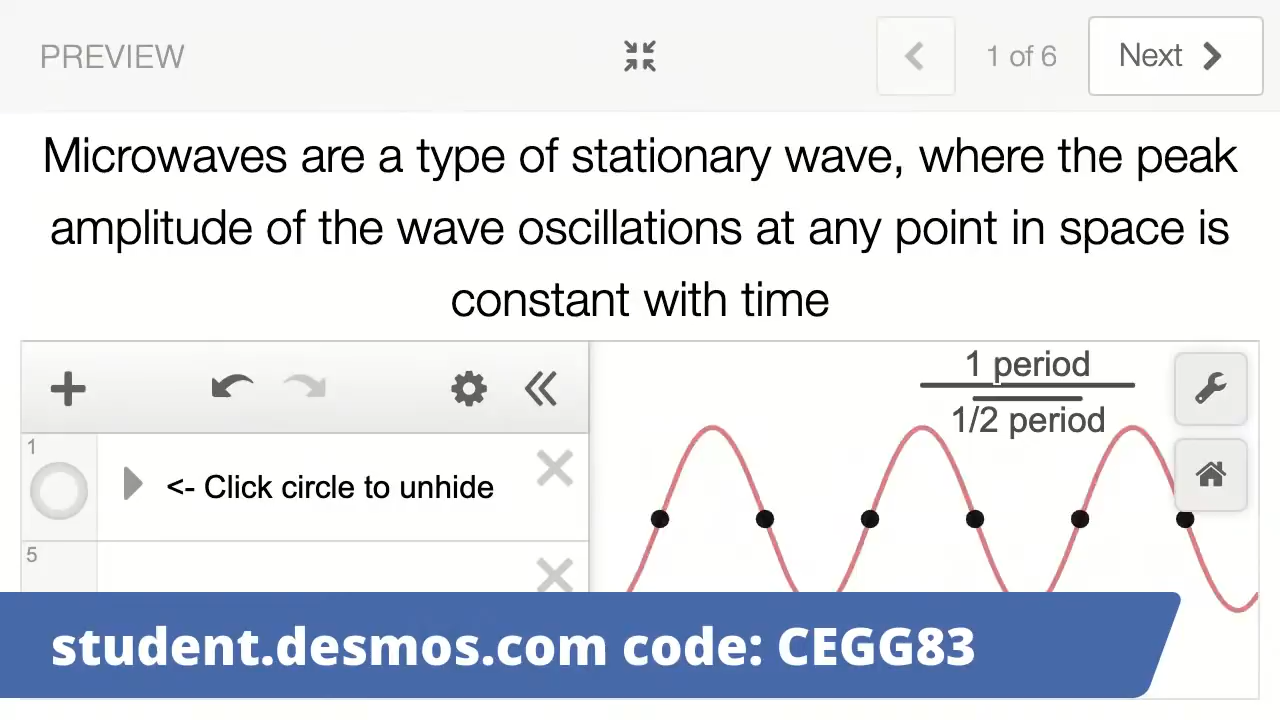 PREVIEW
1 of 6
Next
Microwaves are a type of stationary wave, where the peak
amplitude of the wave oscillations at any point in space is
constant with time
1 period
1/2 period
1
<- Click circle to unhide
5
student.desmos.com code: CEGG83